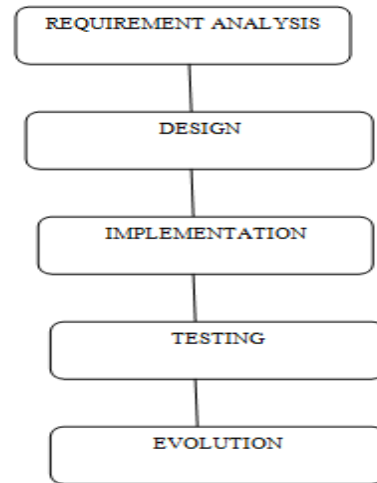 REQUIREMENT ANALYSIS
DESIGN
IMPLEMENTATION
TESTING
EVOLUTION